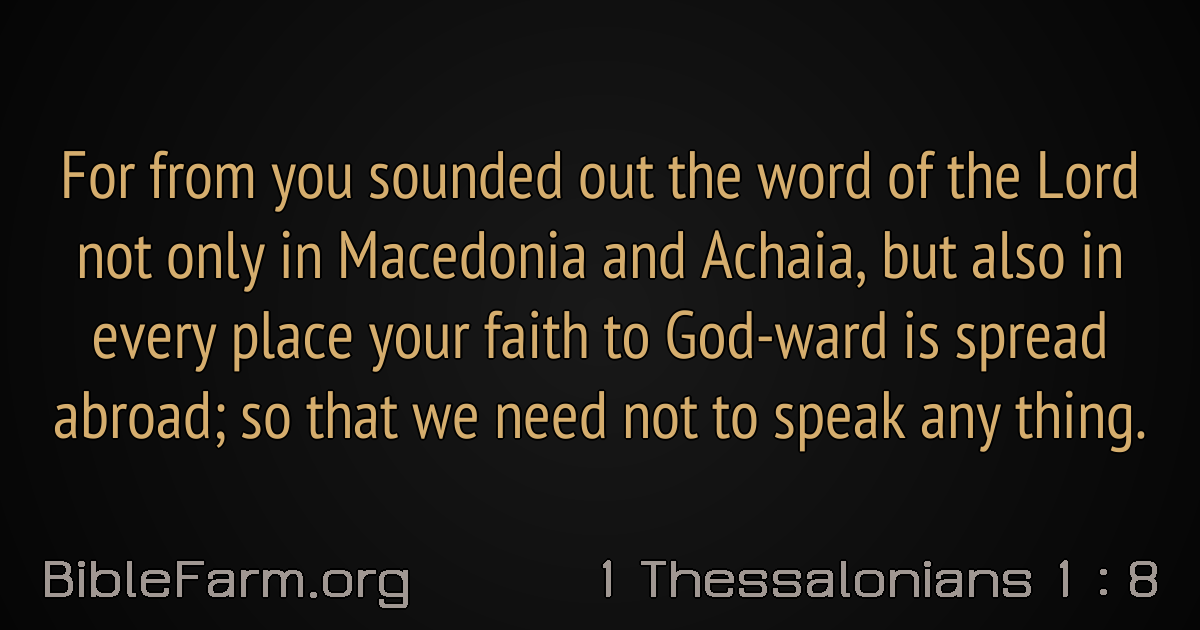 For from you sounded out the word of the Lord
not only in Macedonia and Achaia, but also in
every place your faith to God-ward is spread
abroad; so that we need not to speak any thing.
BibleFarm.org
1 Thessalonians 1 : 8